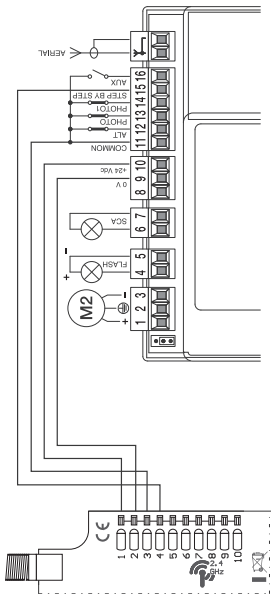 AERIAL
AUX
STEP BY STEP
PHOTO1
PHOTO
ALT
COMMON
16
15
14
13
12
11
+24 Vdc
0 V
10
9
8
SCA
7
6
-
+
FLASH
5
4
M2
-
+
3
2
1
CE
1
2
3
4
5
6
7
8
9
10
2.4
GHz